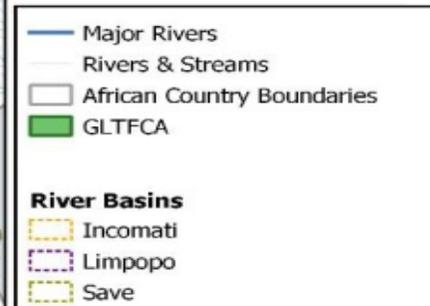 Major Rivers
Rivers & Streams
African Country Boundaries
GLTFCA
River Basins
Incomati
Limpopo
Save